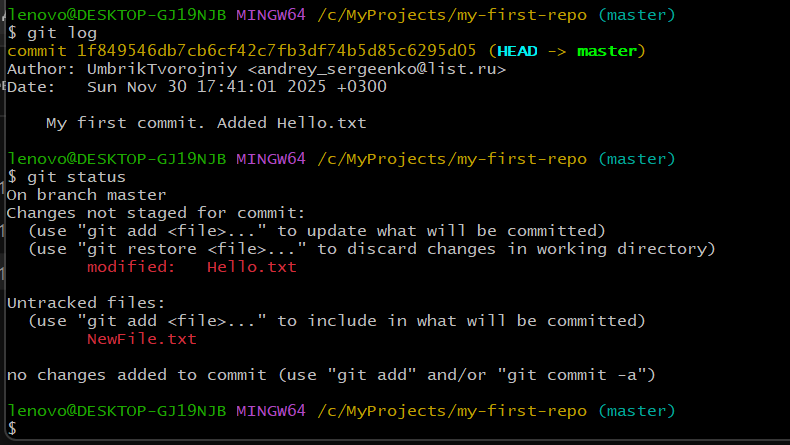 lenovo@DESKTOP-GJ19NJB MINGW64 /c/MyProjects/my-first-repo (master)
$ git log
commit 1f849546db7cb6cf42c7fb3df74b5d85c6295d05 (HEAD -> master)
Author: UmbrikTvorojniy <andrey_sergeenko@list.ru>
Date:   Sun Nov 30 17:41:01 2025 +0300

    My first commit. Added Hello.txt

lenovo@DESKTOP-GJ19NJB MINGW64 /c/MyProjects/my-first-repo (master)
$ git status
On branch master
Changes not staged for commit:
  (use "git add <file>..." to update what will be committed)
  (use "git restore <file>..." to discard changes in working directory)
        modified:   Hello.txt

Untracked files:
  (use "git add <file>..." to include in what will be committed)
        NewFile.txt

no changes added to commit (use "git add" and/or "git commit -a")

lenovo@DESKTOP-GJ19NJB MINGW64 /c/MyProjects/my-first-repo (master)
$